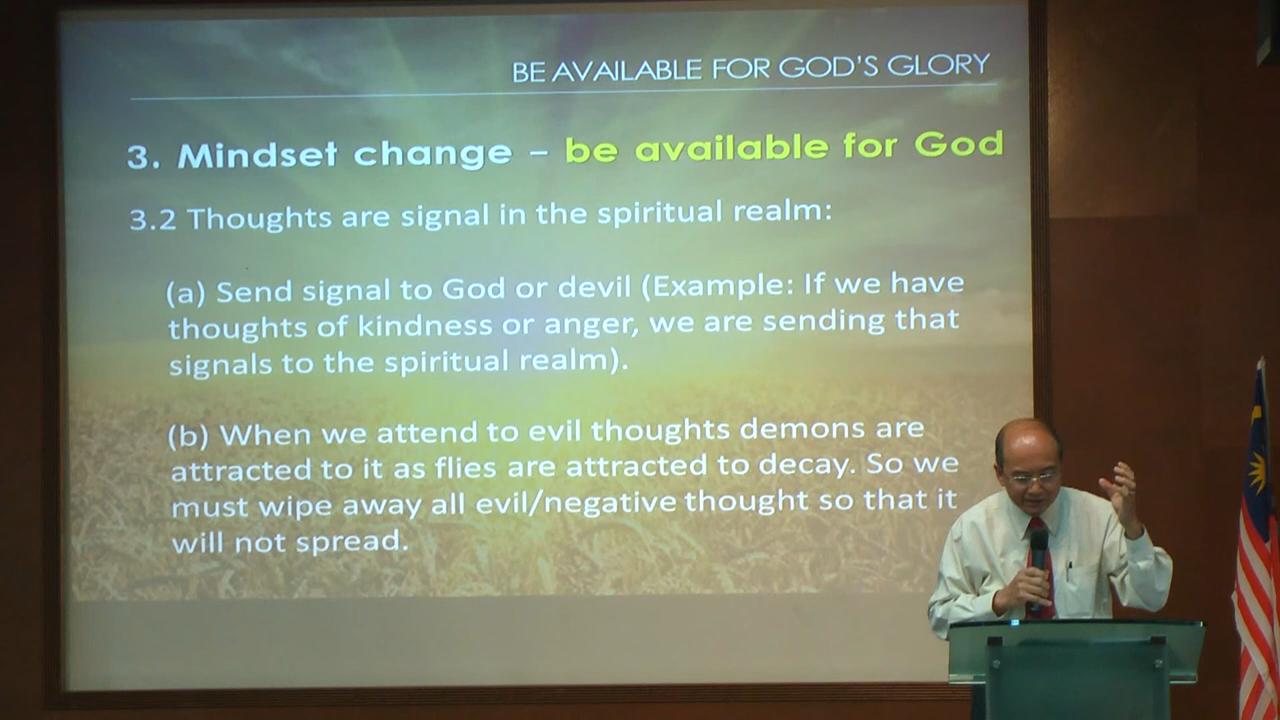 BE AVAILABLE FOR GOD'S GLORY
3. Mindset change – be available for God
3.2 Thoughts are signal in the spiritual realm:
(a) Send signal to God or devil (Example: If we have
thoughts of kindness or anger, we are sending that
signals to the spiritual realm).
(b) When we attend to evil thoughts demons are
attracted to it as flies are attracted to decay. So we
must wipe away all evil/negative thought so that it
will not spread.